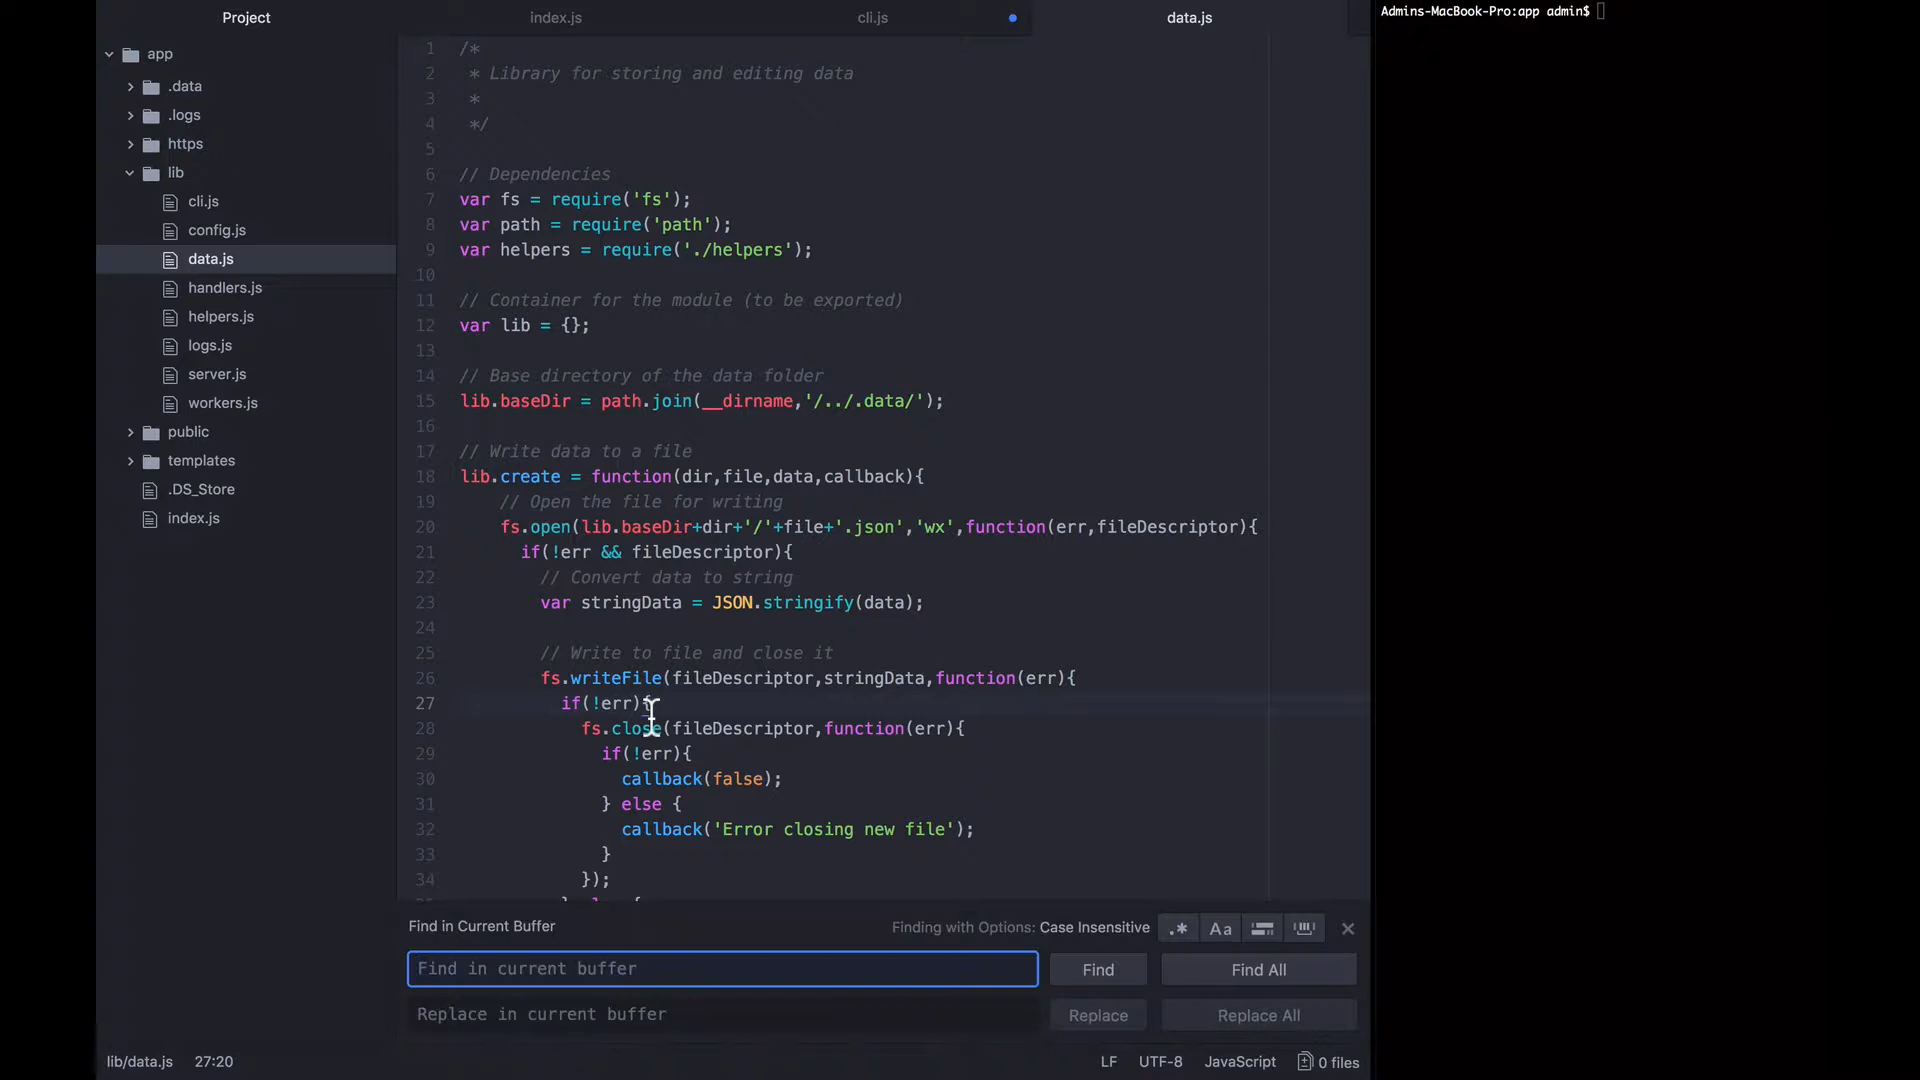 Project
index.js
cli.js
data.js
Admins-MacBook-Pro:app admin$
app
.data
.logs
https
lib
cli.js
config.js
data.js
handlers.js
helpers.js
logs.js
server.js
workers.js
public
templates
.DS_Store
index.js
1 /*
2  * Library for storing and editing data
3  *
4  */
5
6 // Dependencies
7 var fs = require('fs');
8 var path = require('path');
9 var helpers = require('./helpers');
10
11 // Container for the module (to be exported)
12 var lib = {};
13
14 // Base directory of the data folder
15 lib.baseDir = path.join(__dirname,'/../.data/');
16
17 // Write data to a file
18 lib.create = function(dir,file,data,callback){
19     // Open the file for writing
20     fs.open(lib.baseDir+dir+'/'+file+'.json','wx',function(err,fileDescriptor){
21       if(!err && fileDescriptor){
22         // Convert data to string
23         var stringData = JSON.stringify(data);
24
25         // Write to file and close it
26         fs.writeFile(fileDescriptor,stringData,function(err){
27           if(!err){
28             fs.close(fileDescriptor,function(err){
29               if(!err){
30                 callback(false);
31               } else {
32                 callback('Error closing new file');
33               }
34             });
Find in Current Buffer
Finding with Options: Case Insensitive
.* Aa
Find in current buffer
Find
Find All
Replace in current buffer
Replace
Replace All
lib/data.js 27:20
LF UTF-8 JavaScript 0 files